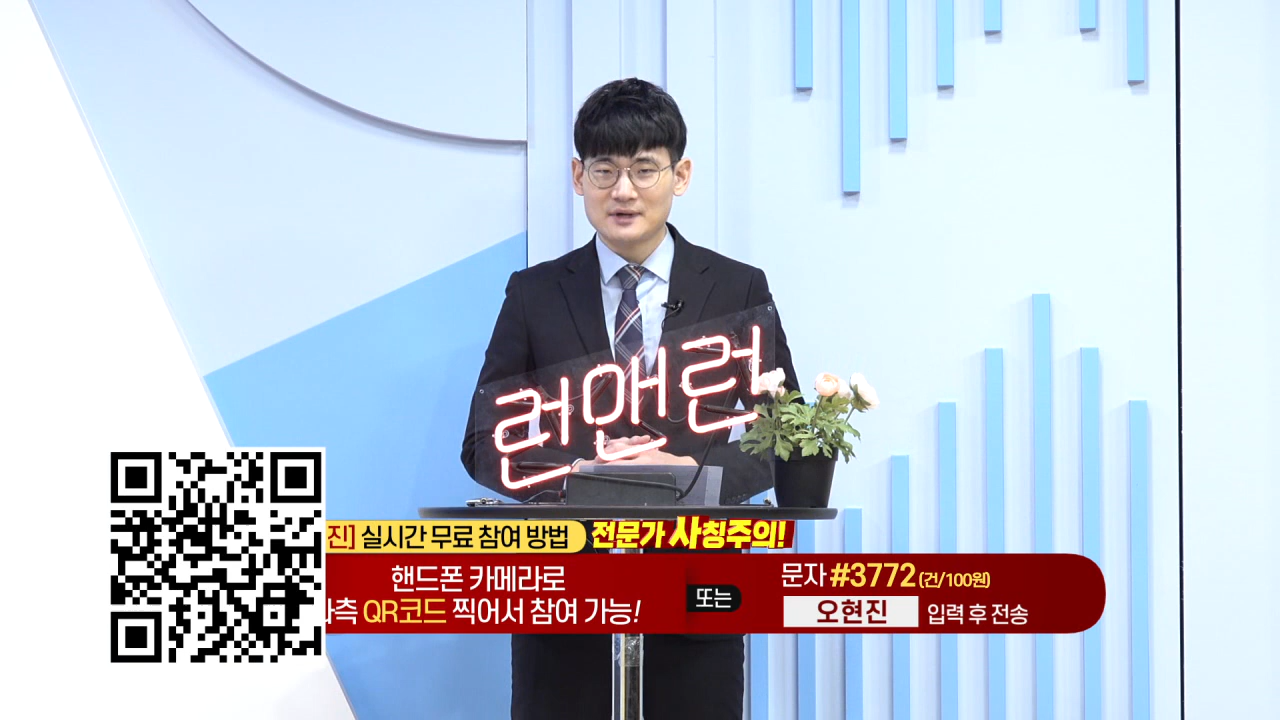 런맨런
진] 실시간 무료 참여 방법
전문가 사칭주의!
핸드폰 카메라로
QR코드 찍어서 참여 가능!
또는
문자 #3772 (건/100원)
오현진 입력 후 전송